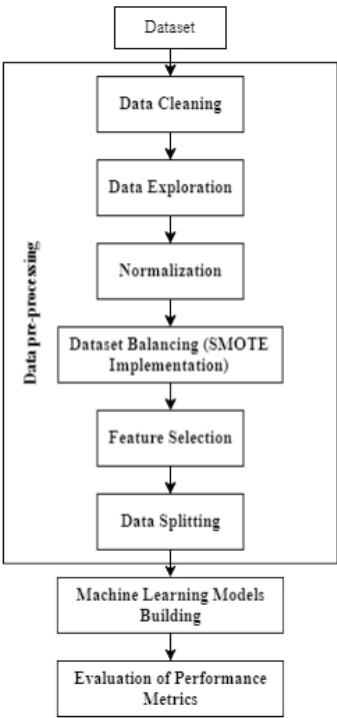 Dataset
Data Cleaning
Data Exploration
Normalization
Dataset Balancing (SMOTE
Implementation)
Feature Selection
Data Splitting
Data pre-processing
Machine Learning Models
Building
Evaluation of Performance
Metrics